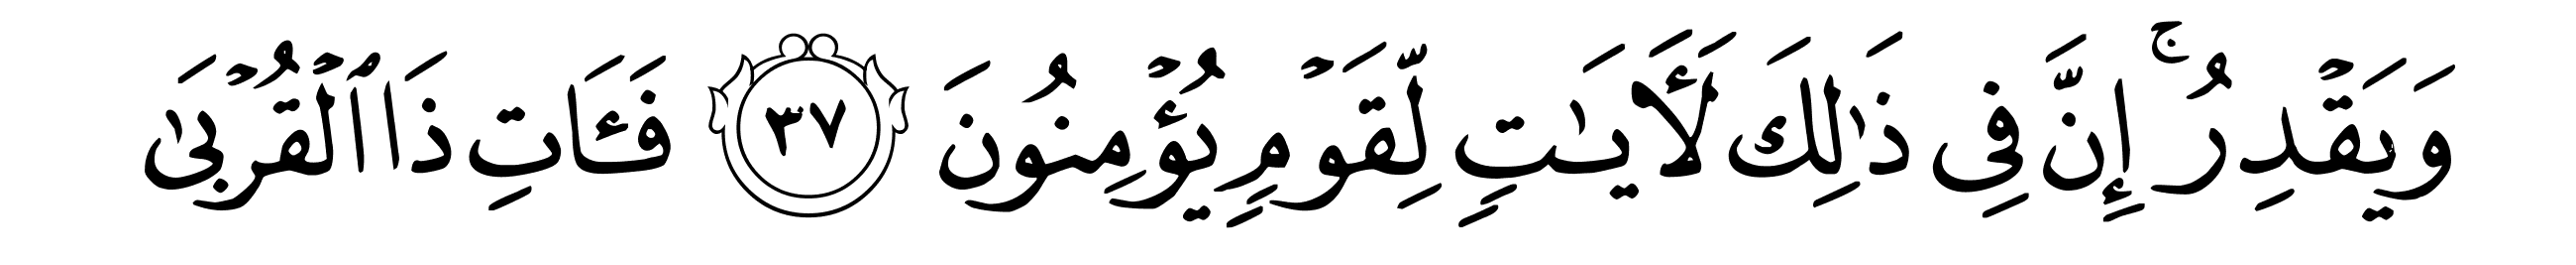 وَيَقۡدِرُۚ إِنَّ فِي ذَٰلِكَ لَأٓيَٰتٖ لِّقَوۡمٖ يُؤۡمِنُونَ ٣٧ فَـَٔاتِ ذَا ٱلۡقُرۡبَىٰ